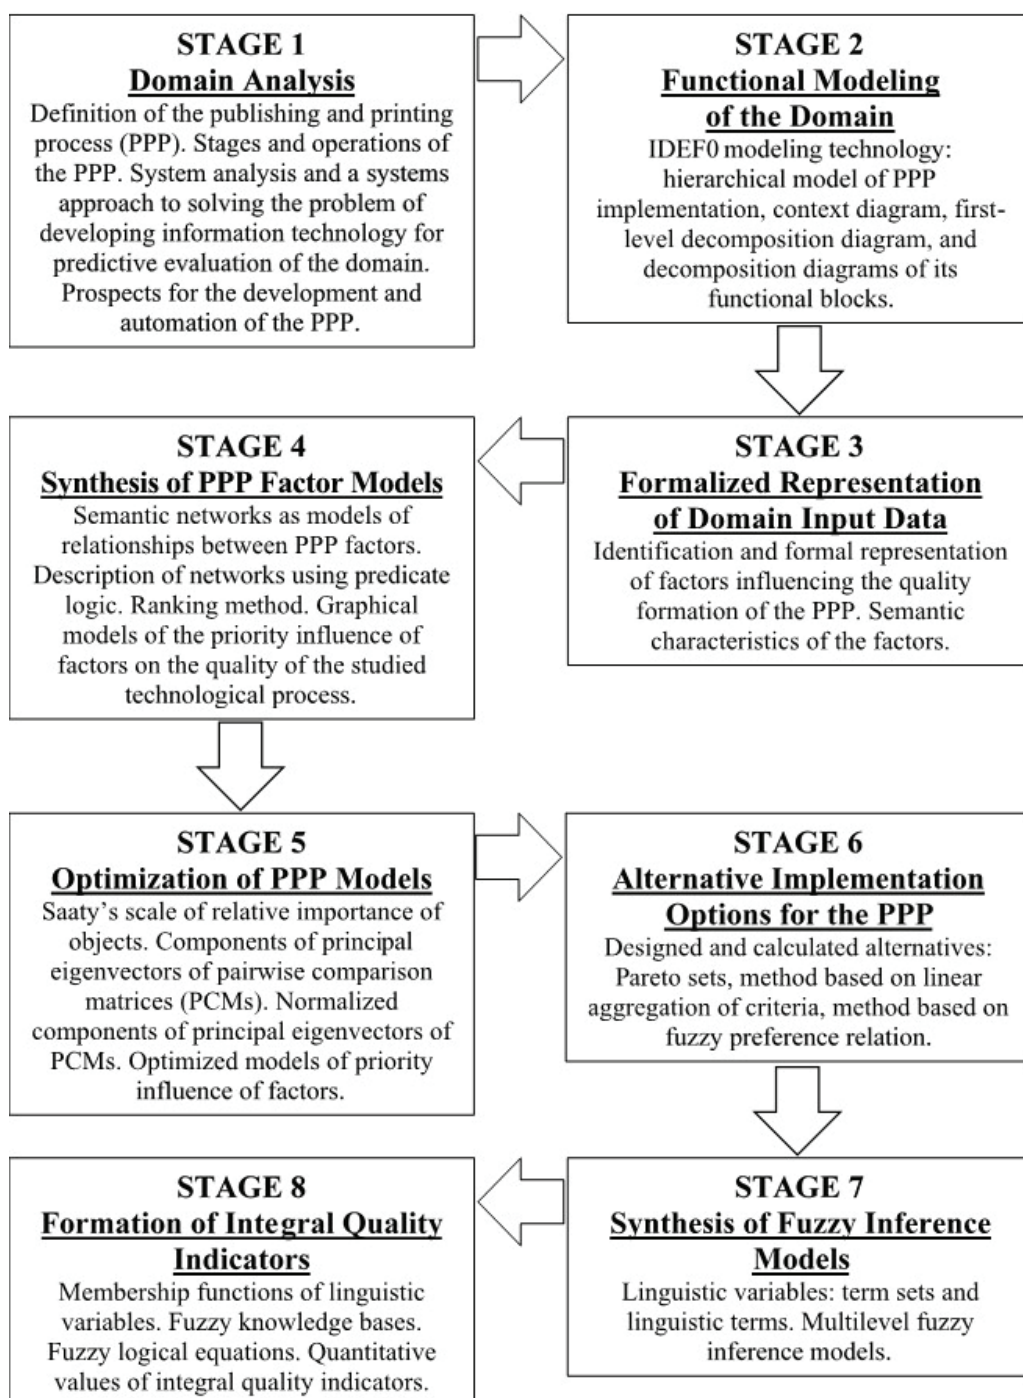 STAGE 1
Domain Analysis
Definition of the publishing and printing
process (PPP). Stages and operations of
the PPP. System analysis and a systems
approach to solving the problem of
developing information technology for
predictive evaluation of the domain.
Prospects for the development and
automation of the PPP.
STAGE 2
Functional Modeling
of the Domain
IDEF0 modeling technology:
hierarchical model of PPP
implementation, context diagram, first-
level decomposition diagram, and
decomposition diagrams of its
functional blocks.
STAGE 3
Formalized Representation
of Domain Input Data
Identification and formal representation
of factors influencing the quality
formation of the PPP. Semantic
characteristics of the factors.
STAGE 4
Synthesis of PPP Factor Models
Semantic networks as models of
relationships between PPP factors.
Description of networks using predicate
logic. Ranking method. Graphical
models of the priority influence of
factors on the quality of the studied
technological process.
STAGE 5
Optimization of PPP Models
Saaty’s scale of relative importance of
objects. Components of principal
eigenvectors of pairwise comparison
matrices (PCMs). Normalized
components of principal eigenvectors of
PCMs. Optimized models of priority
influence of factors.
STAGE 6
Alternative Implementation
Options for the PPP
Designed and calculated alternatives:
Pareto sets, method based on linear
aggregation of criteria, method based on
fuzzy preference relation.
STAGE 7
Synthesis of Fuzzy Inference
Models
Linguistic variables: term sets and
linguistic terms. Multilevel fuzzy
inference models.
STAGE 8
Formation of Integral Quality
Indicators
Membership functions of linguistic
variables. Fuzzy knowledge bases.
Fuzzy logical equations. Quantitative
values of integral quality indicators.